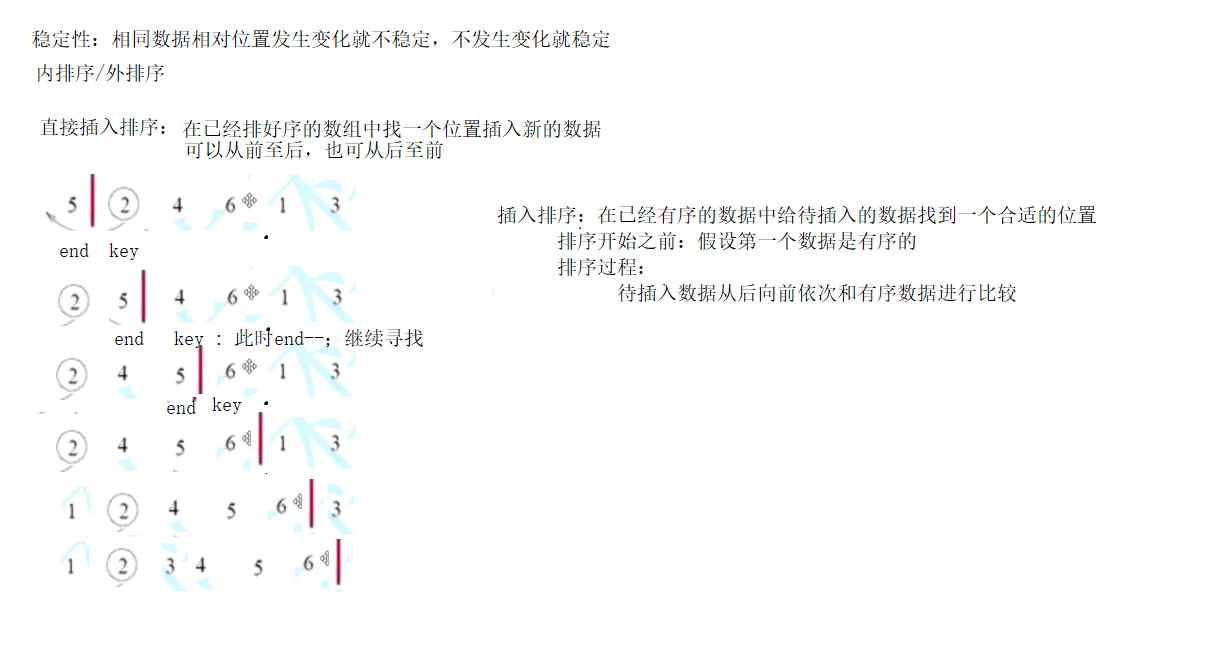 稳定性：相同数据相对位置发生变化就不稳定，不发生变化就稳定
内排序/外排序
直接插入排序：在已经排好序的数组中找一个位置插入新的数据
可以从前至后，也可从后至前
5 2 4 6 1 3
end key
2 5 4 6 1 3
end key : 此时end--；继续寻找
2 4 5 6 1 3
end key
2 4 5 6 1 3
1 2 4 5 6 3
1 2 3 4 5 6
插入排序：在已经有序的数据中给待插入的数据找到一个合适的位置
排序开始之前：假设第一个数据是有序的
排序过程：
待插入数据从后向前依次和有序数据进行比较